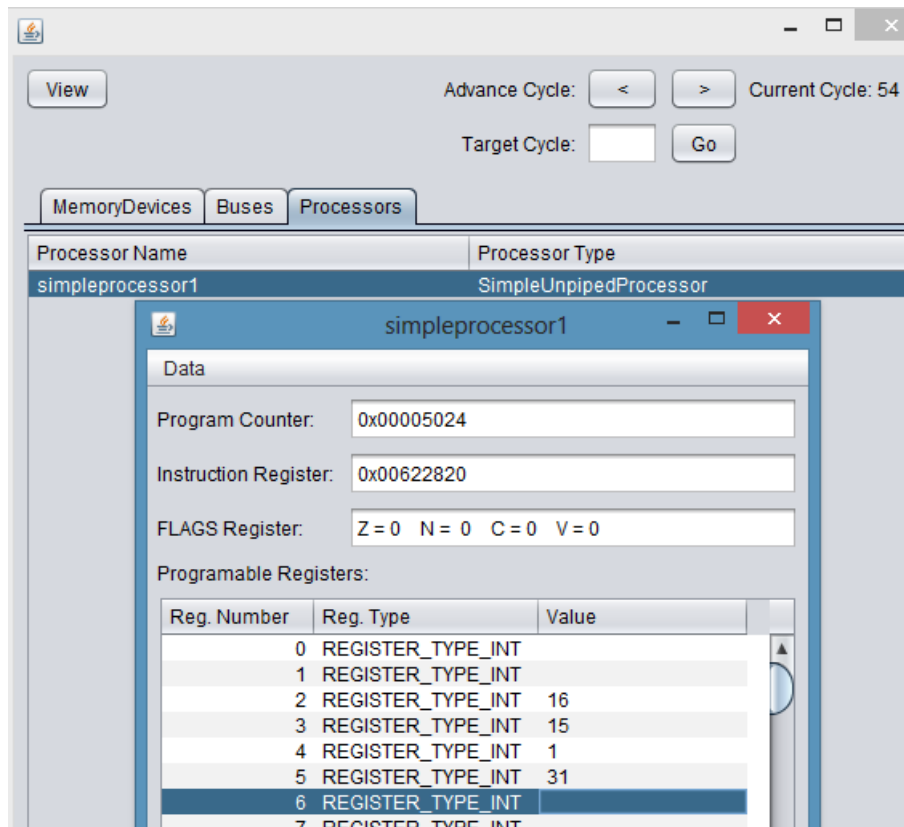 View Advance Cycle: < > Current Cycle: 54
Target Cycle: Go
MemoryDevices Buses Processors
Processor Name Processor Type
simpleprocessor1 SimpleUnpipedProcessor
simpleprocessor1
Data
Program Counter: 0x00005024
Instruction Register: 0x00622820
FLAGS Register: Z = 0 N = 0 C = 0 V = 0
Programable Registers:
Reg. Number Reg. Type Value
0 REGISTER_TYPE_INT
1 REGISTER_TYPE_INT
2 REGISTER_TYPE_INT 16
3 REGISTER_TYPE_INT 15
4 REGISTER_TYPE_INT 1
5 REGISTER_TYPE_INT 31
6 REGISTER_TYPE_INT
7 REGISTER_TYPE_INT